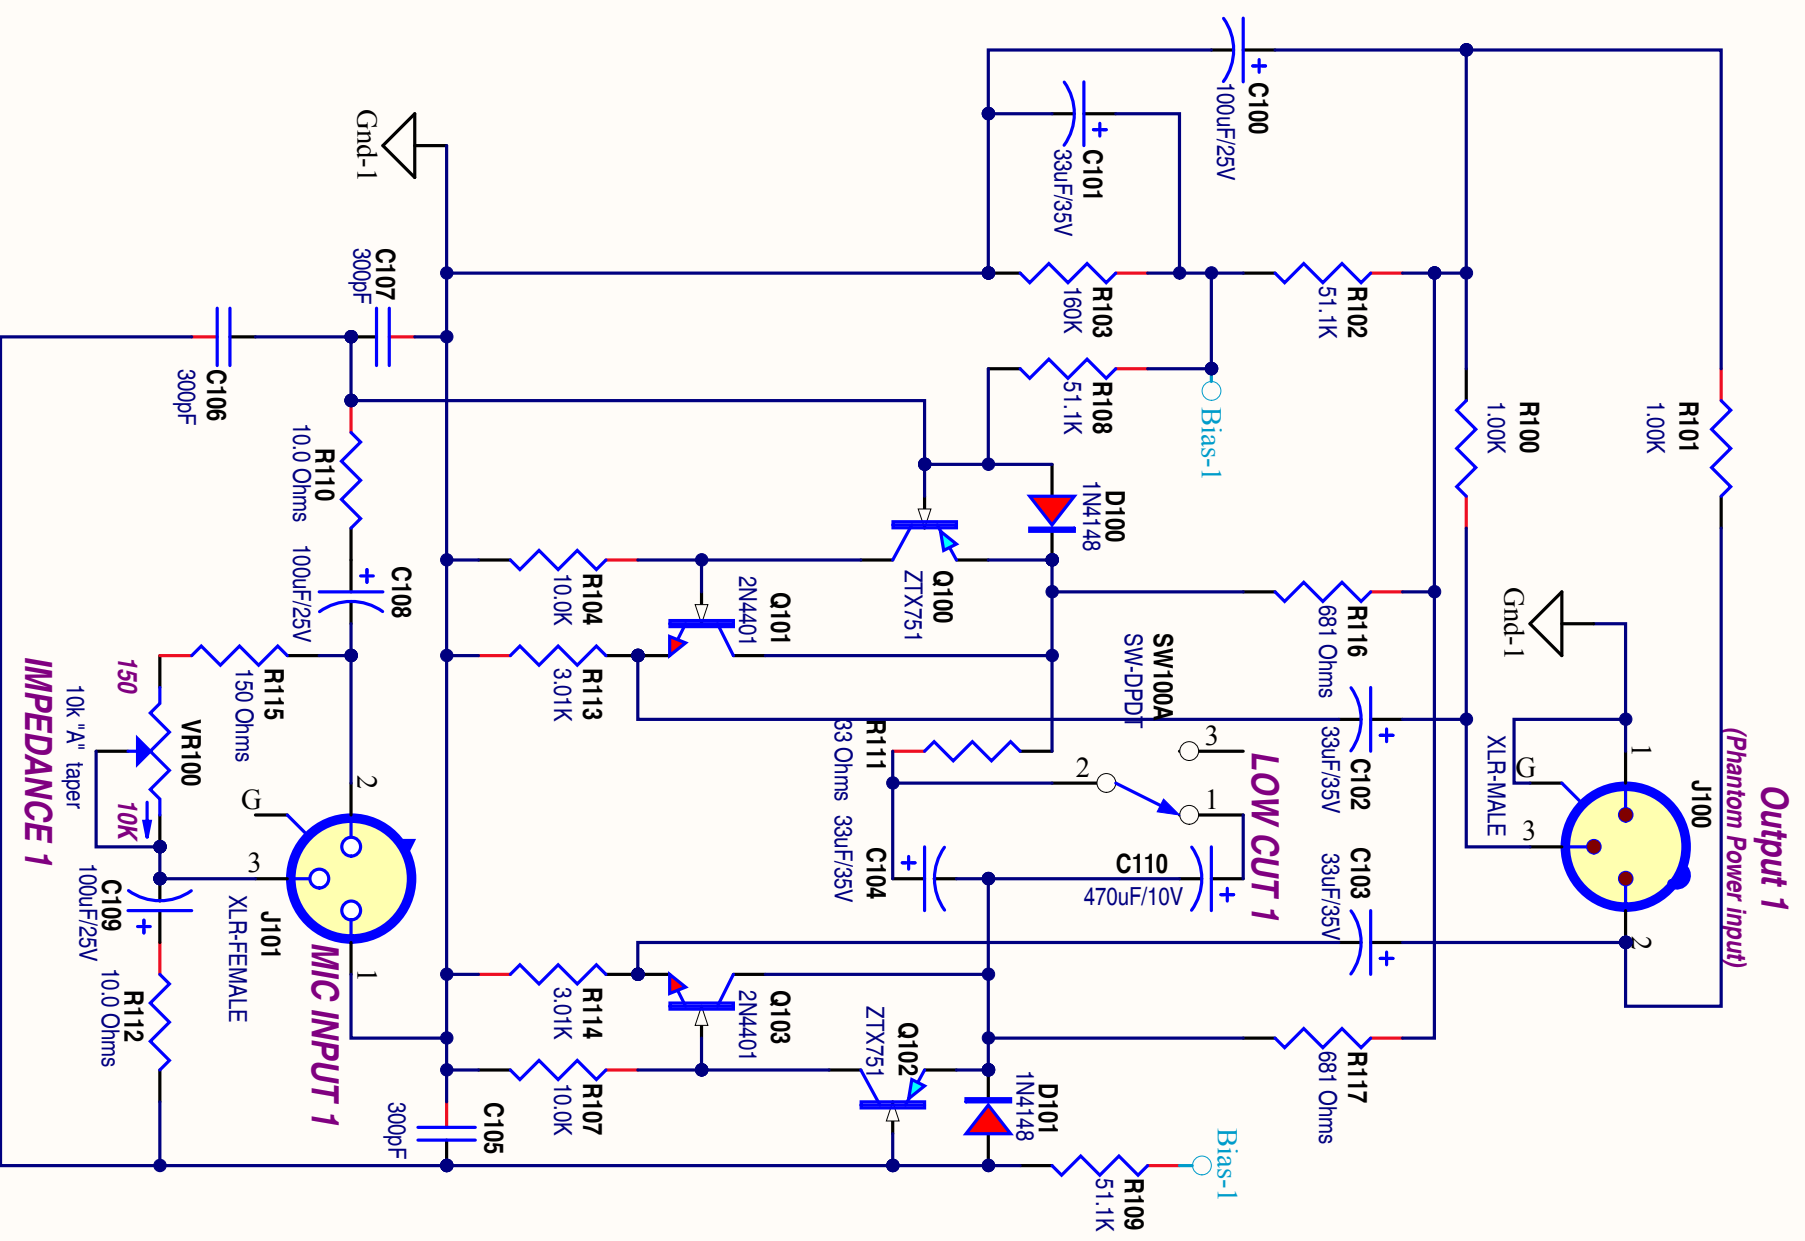 Output 1
(Phantom Power input)
J100
XLR-MALE
1
G
3
2
Gnd-1
R101
1.00K
R100
1.00K
C100
100uF/25V
C101
33uF/35V
R102
51.1K
R103
160K
R108
51.1K
Bias-1
D100
1N4148
Q100
ZTX751
Q101
2N4401
R104
10.0K
R113
3.01K
R116
681 Ohms
C102
33uF/35V
C103
33uF/35V
SW100A
SW-DPDT
LOW CUT 1
3
2
1
R111
33 Ohms
C104
33uF/35V
C110
470uF/10V
R117
681 Ohms
D101
1N4148
Q102
ZTX751
Q103
2N4401
R114
3.01K
R107
10.0K
R109
51.1K
Bias-1
C105
300pF
Gnd-1
C107
300pF
C106
300pF
R110
10.0 Ohms
C108
100uF/25V
R115
150 Ohms
VR100
10k "A" taper
150
10K
IMPEDANCE 1
MIC INPUT 1
J101
XLR-FEMALE
2
G
3
1
C109
100uF/25V
R112
10.0 Ohms